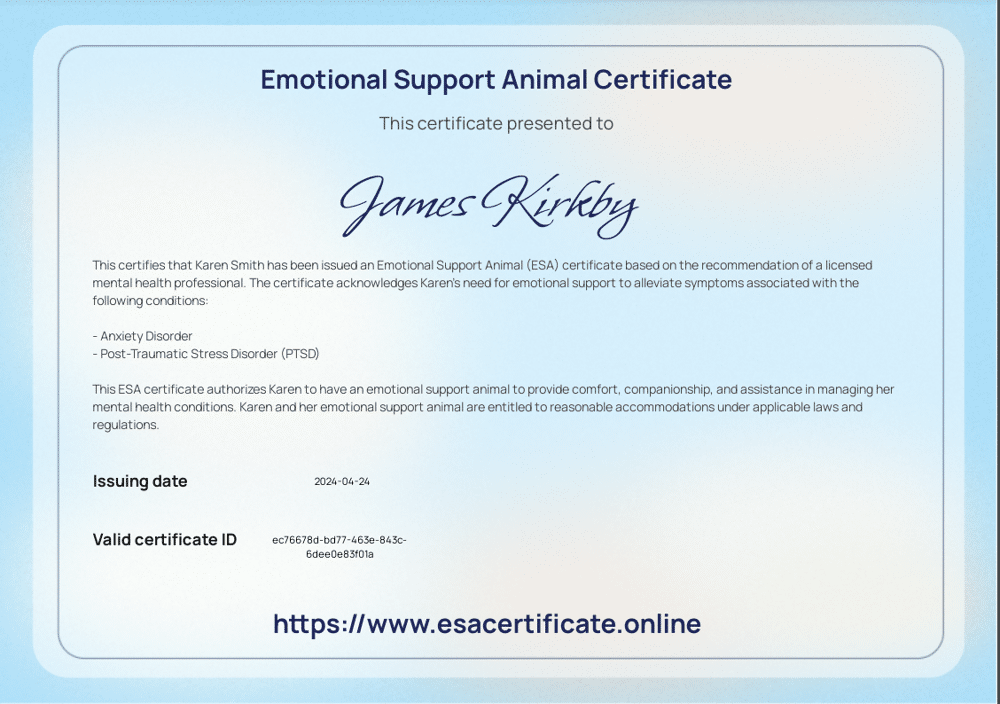 Emotional Support Animal Certificate
This certificate presented to
James Kirkby
This certifies that Karen Smith has been issued an Emotional Support Animal (ESA) certificate based on the recommendation of a licensed
mental health professional. The certificate acknowledges Karen's need for emotional support to alleviate symptoms associated with the
following conditions:
- Anxiety Disorder
- Post-Traumatic Stress Disorder (PTSD)
This ESA certificate authorizes Karen to have an emotional support animal to provide comfort, companionship, and assistance in managing her
mental health conditions. Karen and her emotional support animal are entitled to reasonable accommodations under applicable laws and
regulations.
Issuing date 2024-04-24
Valid certificate ID ec76678d-bd77-463e-843c-
6dee0e83f01a
https://www.esacertificate.online